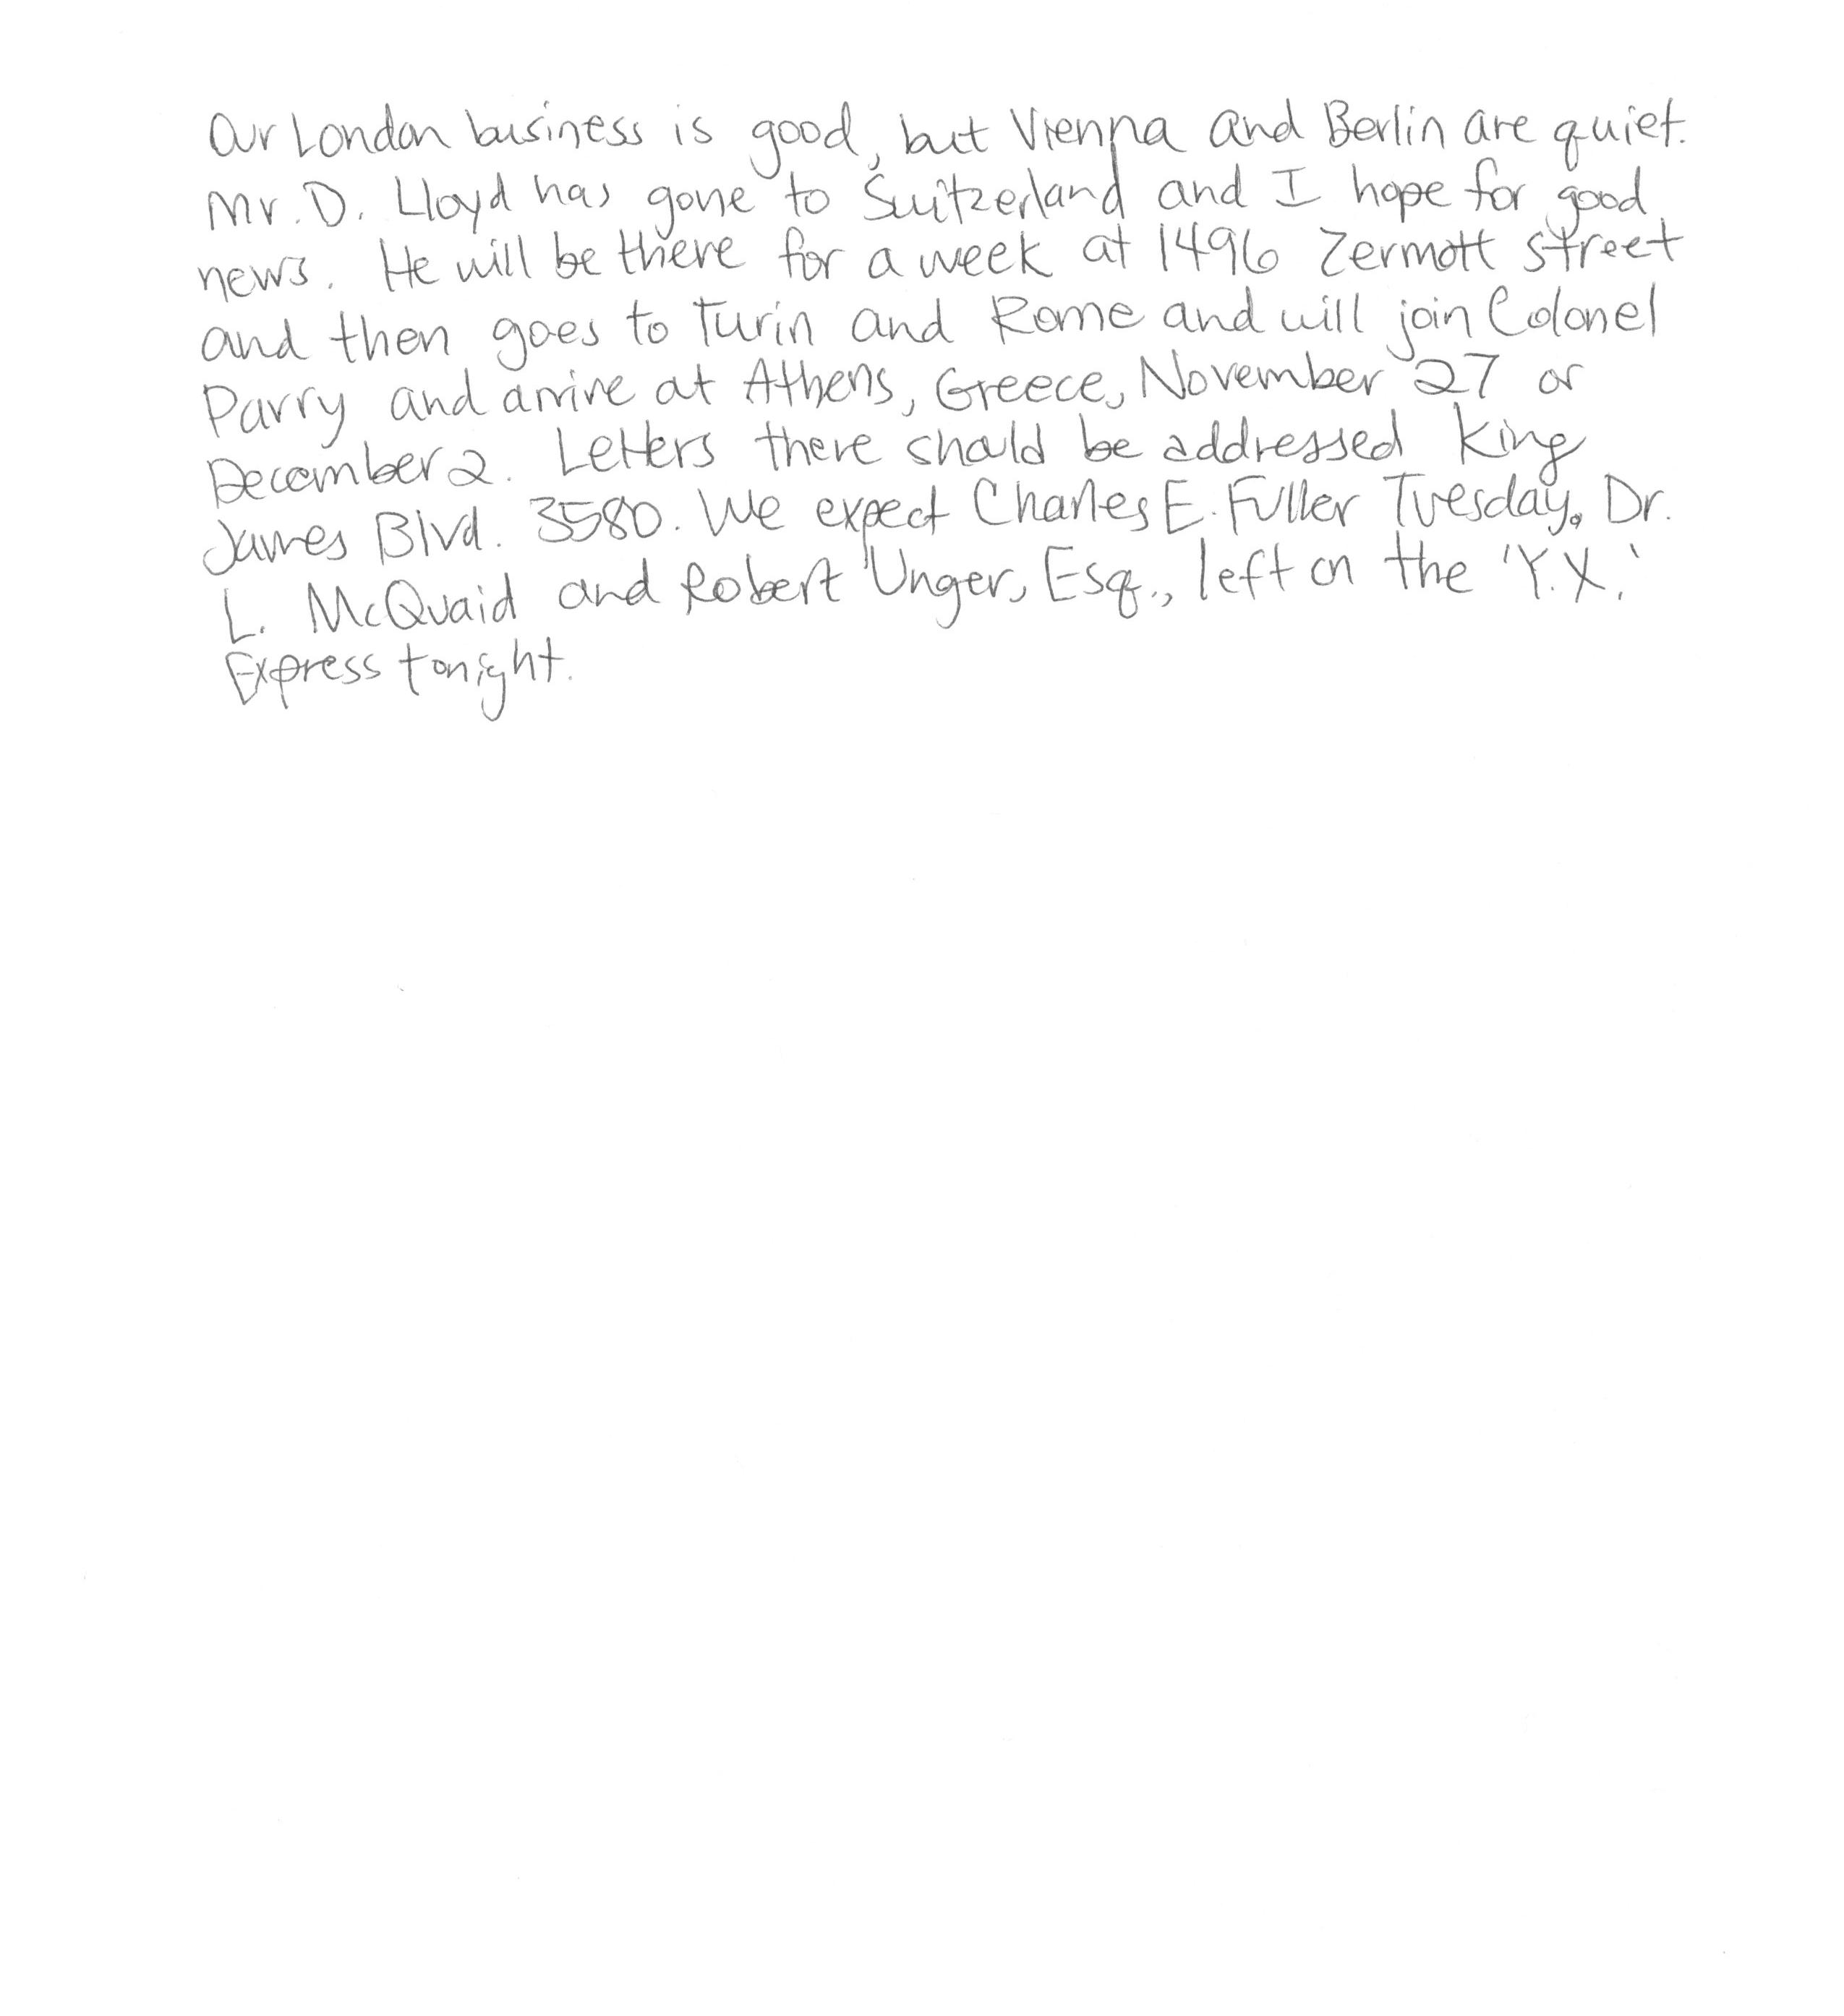 Our London business is good, but Vienna and Berlin are quiet.
Mr. D. Lloyd has gone to Switzerland and I hope for good
news. He will be there for a week at 1496 Zermott street
and then goes to Turin and Rome and will join Colonel
Parry and arrive at Athens, Greece, November 27 or
December 2. Letters there should be addressed King
James Blvd. 3580. We expect Charles E. Fuller Tuesday. Dr.
L. McQuaid and Robert Unger, Esq., left on the 'Y.X.'
Express tonight.